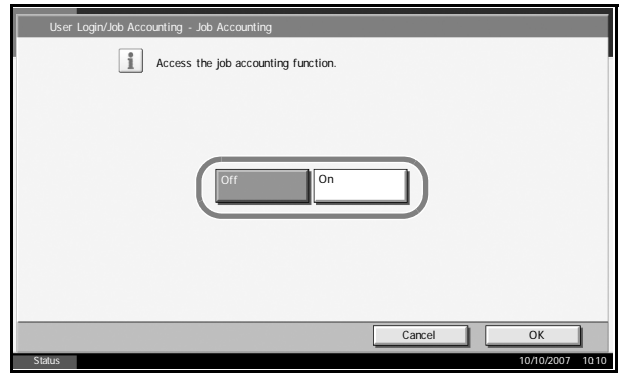 User Login/Job Accounting - Job Accounting
i Access the job accounting function.
Off On
Cancel OK
Status 10/10/2007 10:10